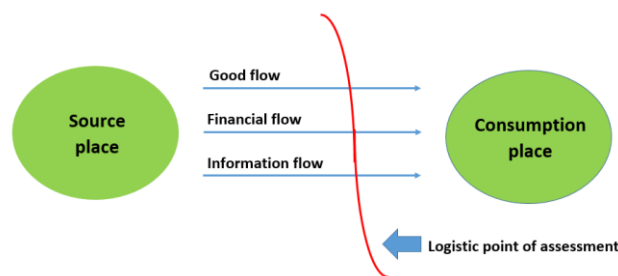 Good flow
Source
place
Financial flow
Consumption
place
Information flow
Logistic point of assessment